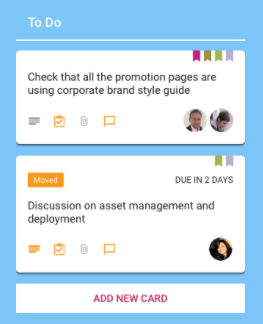 To Do
Check that all the promotion pages are
using corporate brand style guide
Moved
DUE IN 2 DAYS
Discussion on asset management and
deployment
ADD NEW CARD